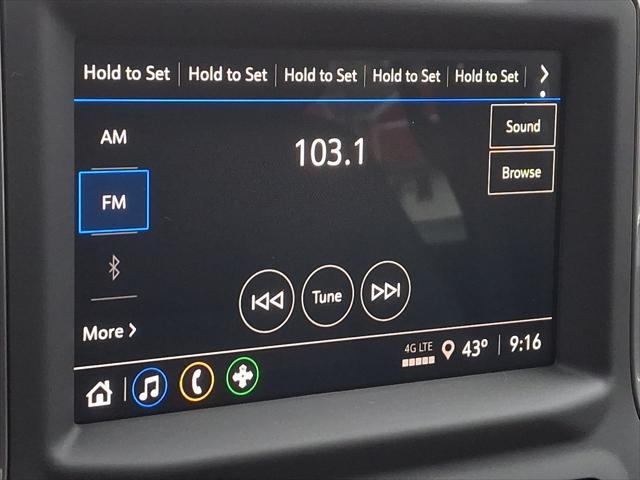 Hold to Set Hold to Set Hold to Set Hold to Set Hold to Set
AM
103.1
Sound
FM
Browse
Tune
More
4G LTE
43° 9:16